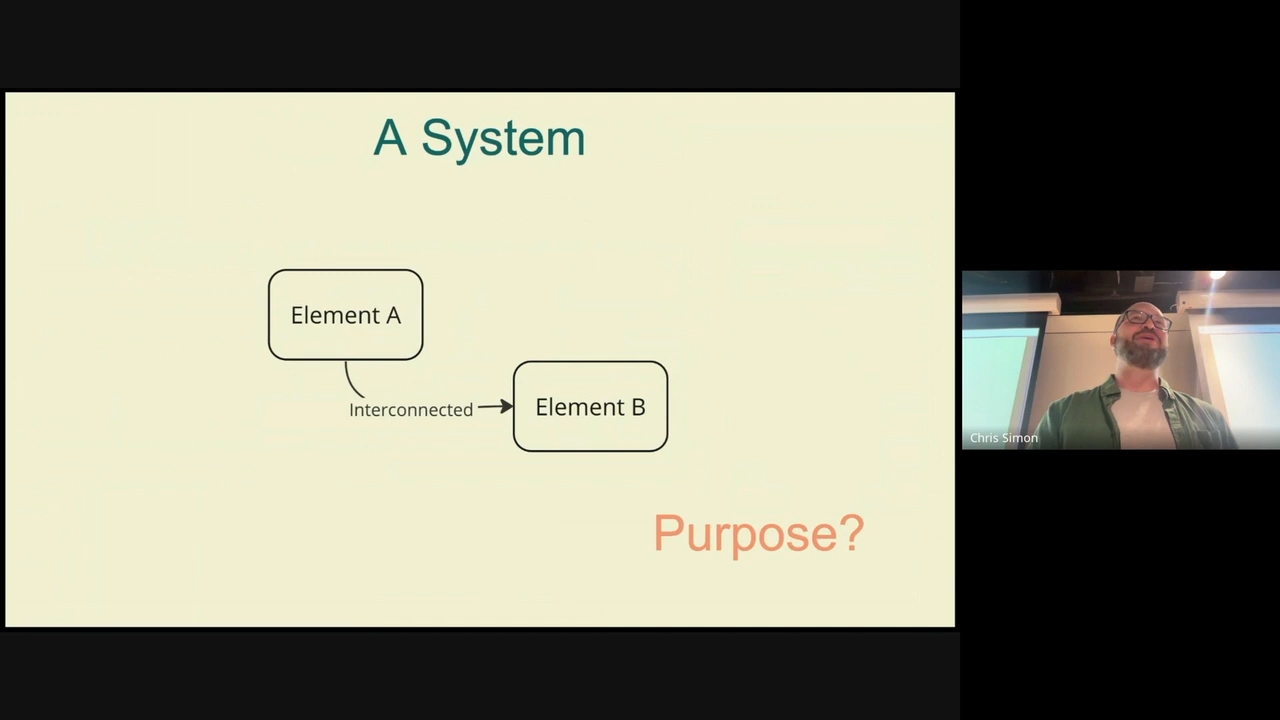 A System
Element A
Interconnected
Element B
Purpose?
Chris Simon